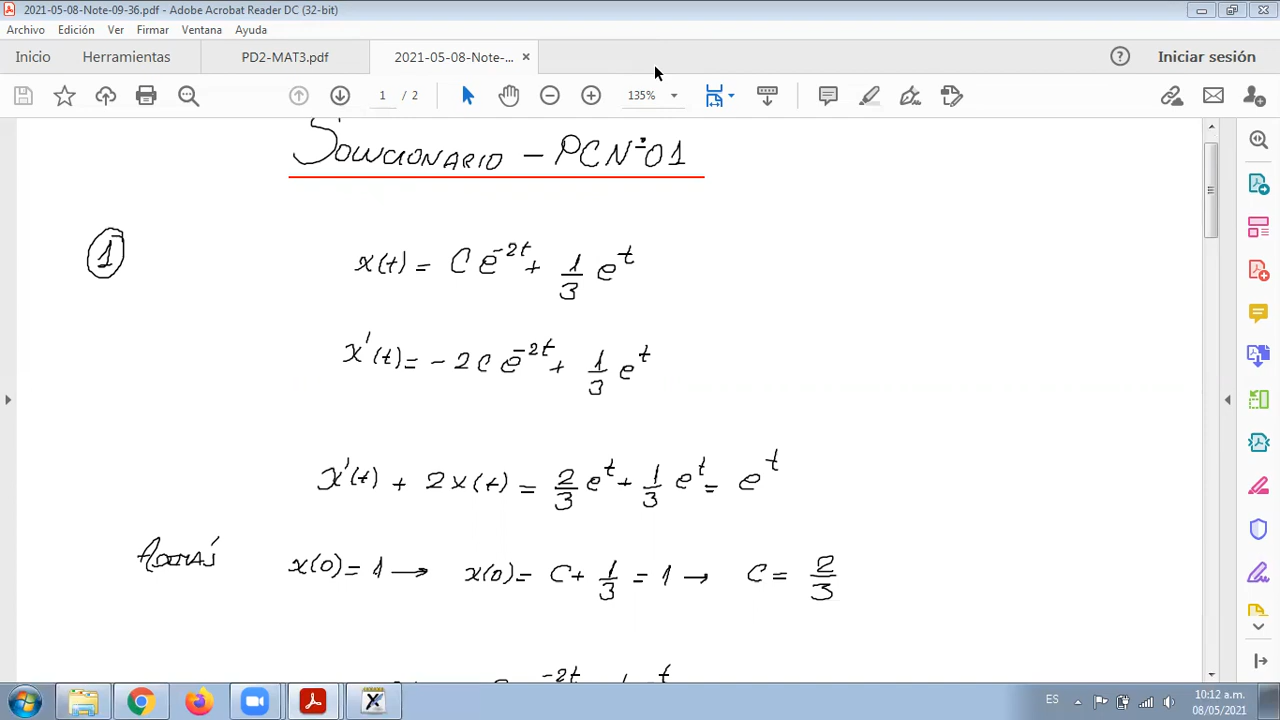 2021-05-08-Note-09-36.pdf - Adobe Acrobat Reader DC (32-bit)
Archivo Edición Ver Firmar Ventana Ayuda
Inicio Herramientas PD2-MAT3.pdf 2021-05-08-Note-... × Iniciar sesión
1 / 2 135%
SOLUCIONARIO – PC Nº 01
1 x(t) = C e^{-2t} + 1/3 e^t
x'(t) = -2C e^{-2t} + 1/3 e^t
x'(t) + 2x(t) = 2/3 e^t + 1/3 e^t = e^t
ADEMÁS x(0) = 1 → x(0) = C + 1/3 = 1 → C = 2/3
-2t t
ES 10:12 a.m.
08/05/2021